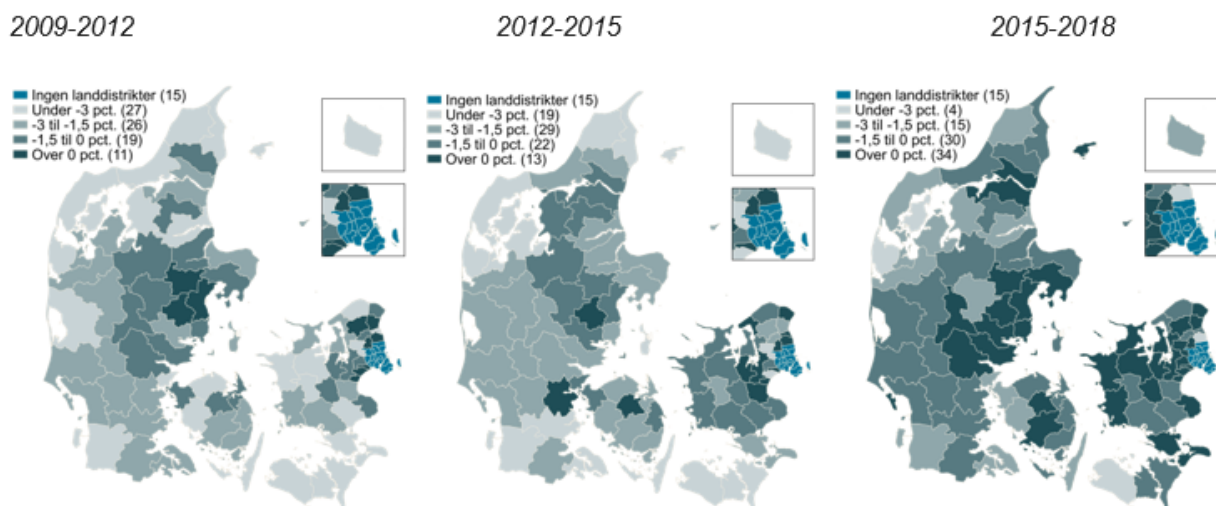 2009-2012
2012-2015
2015-2018
Ingen landdistrikter (15)
Under -3 pct. (27)
-3 til -1,5 pct. (26)
-1,5 til 0 pct. (19)
Over 0 pct. (11)
Ingen landdistrikter (15)
Under -3 pct. (19)
-3 til -1,5 pct. (29)
-1,5 til 0 pct. (22)
Over 0 pct. (13)
Ingen landdistrikter (15)
Under -3 pct. (4)
-3 til -1,5 pct. (15)
-1,5 til 0 pct. (30)
Over 0 pct. (34)